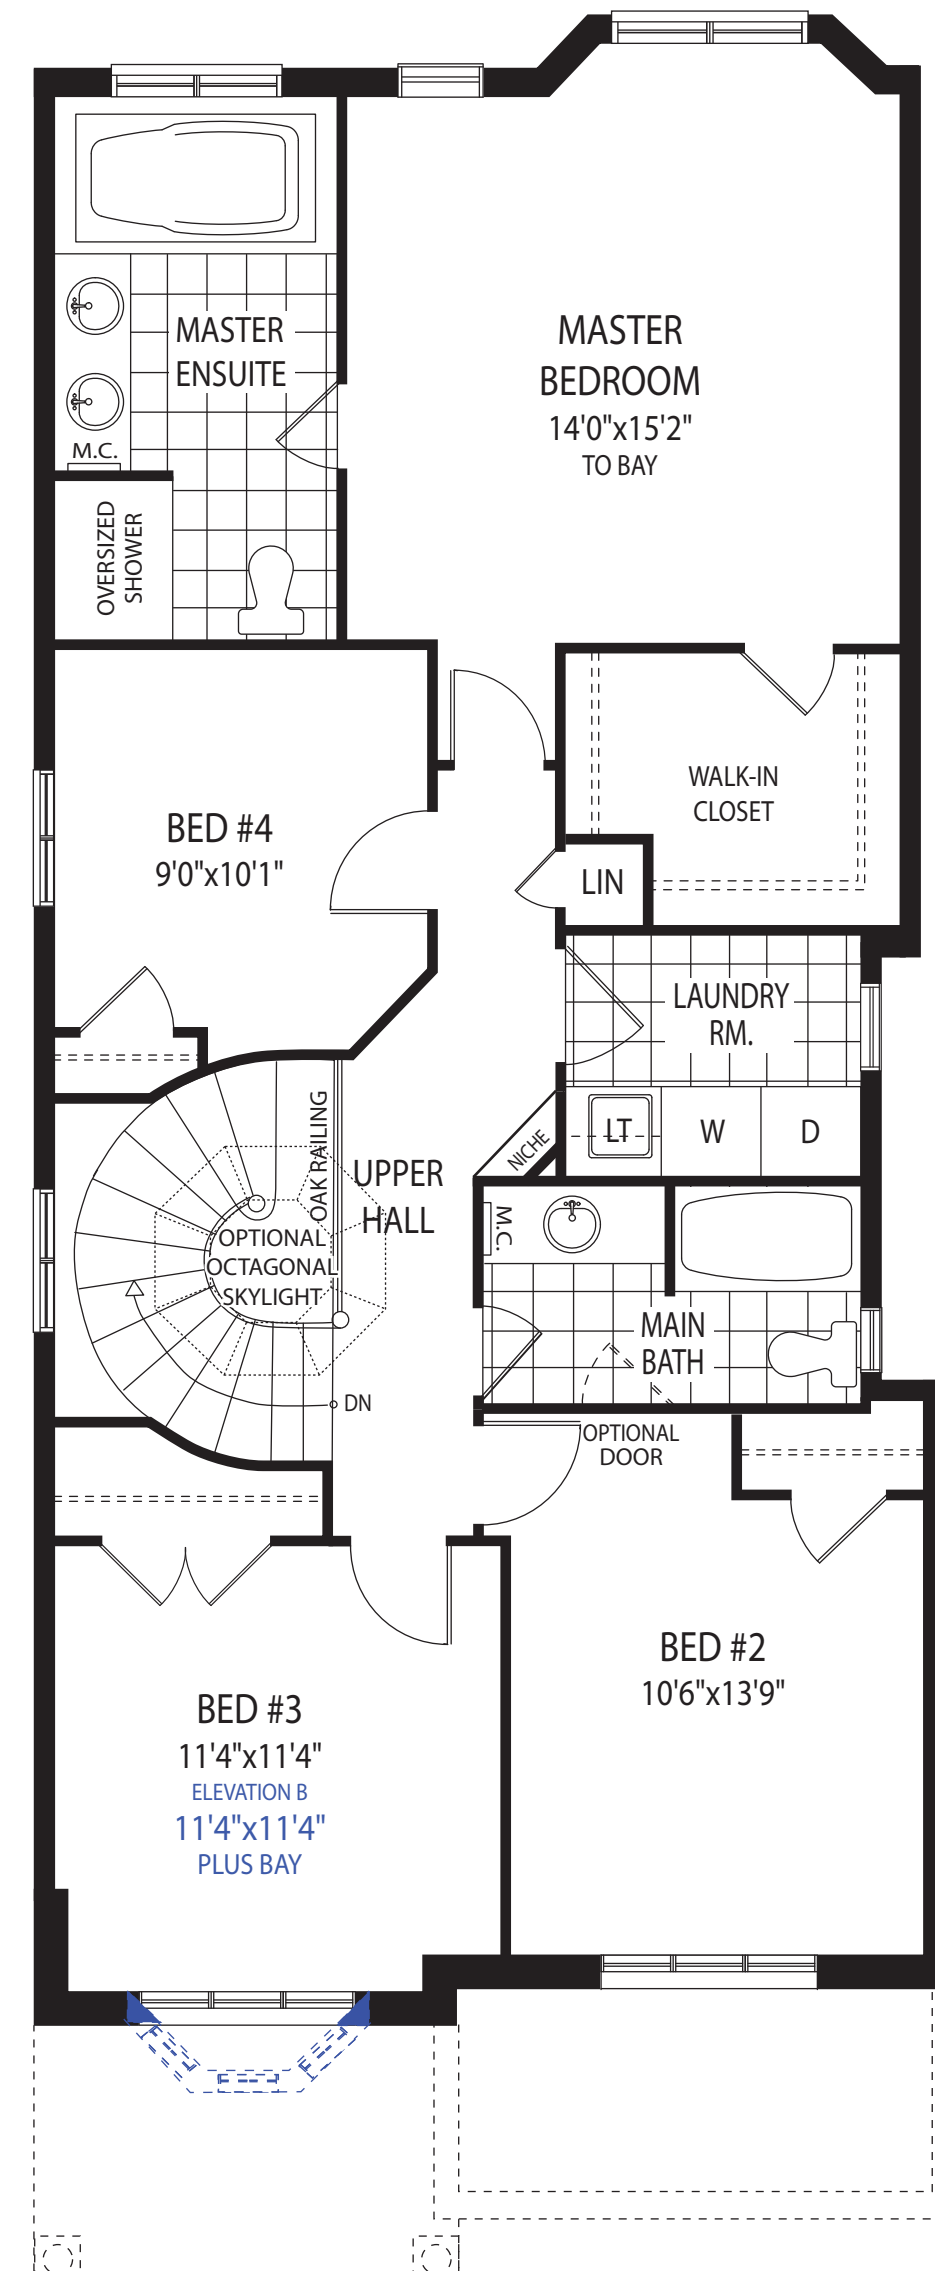 MASTER
ENSUITE
M.C.
OVERSIZED
SHOWER
MASTER
BEDROOM
14'0"x15'2"
TO BAY
BED #4
9'0"x10'1"
WALK-IN
CLOSET
LIN
LAUNDRY
RM.
LT
W
D
NICHE
OAK RAILING
UPPER
HALL
OPTIONAL
OCTAGONAL
SKYLIGHT
DN
M.C.
MAIN
BATH
OPTIONAL
DOOR
BED #2
10'6"x13'9"
BED #3
11'4"x11'4"
ELEVATION B
11'4"x11'4"
PLUS BAY